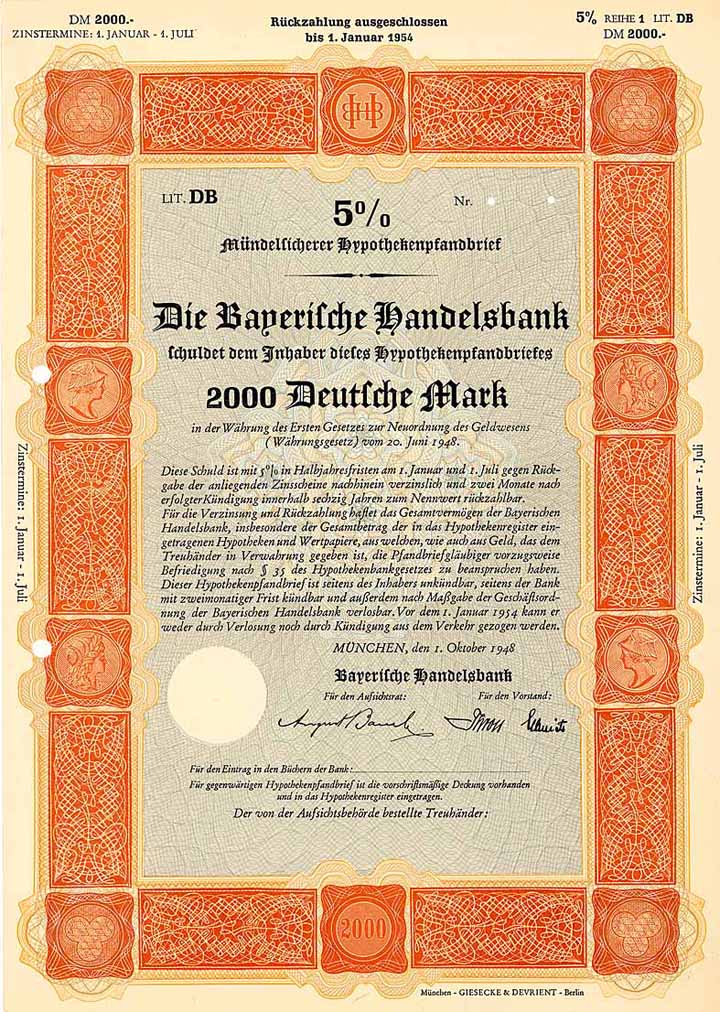 DM 2000.-
ZINSTERMINE: 1. JANUAR - 1. JULI
Rückzahlung ausgeschlossen
bis 1. Januar 1954
5% REIHE 1 LIT. DB
DM 2000.-
LIT. DB
Nr.
5%
Mündelsicherer Hypothekenpfandbrief
Die Bayerische Handelsbank
schuldet dem Inhaber dieses Hypothekenpfandbriefes
2000 Deutsche Mark
in der Währung des Ersten Gesetzes zur Neuordnung des Geldwesens
(Währungsgesetz) vom 20. Juni 1948.
Diese Schuld ist mit 5% in Halbjahresfristen am 1. Januar und 1. Juli gegen Rück-
gabe der anliegenden Zinsscheine nachhinein verzinslich und zwei Monate nach
erfolgter Kündigung innerhalb sechzig Jahren zum Nennwert rückzahlbar.
Für die Verzinsung und Rückzahlung haftet das Gesamtvermögen der Bayerischen
Handelsbank, insbesondere der Gesamtbetrag der in das Hypothekenregister ein-
getragenen Hypotheken und Wertpapiere, aus welchen, wie auch aus Geld, das dem
Treuhänder in Verwahrung gegeben ist, die Pfandbriefgläubiger vorzugsweise
Befriedigung nach § 35 des Hypothekenbankgesetzes zu beanspruchen haben.
Dieser Hypothekenpfandbrief ist seitens des Inhabers unkündbar, seitens der Bank
mit zweimonatiger Frist kündbar und außerdem nach Maßgabe der Geschäftsord-
nung der Bayerischen Handelsbank verlosbar. Vor dem 1. Januar 1954 kann er
weder durch Verlosung noch durch Kündigung aus dem Verkehr gezogen werden.
MÜNCHEN, den 1. Oktober 1948
Bayerische Handelsbank
Für den Aufsichtsrat:
Für den Vorstand:
Für den Eintrag in den Büchern der Bank:
Für gegenwärtigen Hypothekenpfandbrief ist die vorschriftsmäßige Deckung vorhanden
und in das Hypothekenregister eingetragen.
Der von der Aufsichtsbehörde bestellte Treuhänder:
Zinstermine: 1. Januar - 1. Juli
Zinstermine: 1. Januar - 1. Juli
2000
München - GIESECKE & DEVRIENT - Berlin